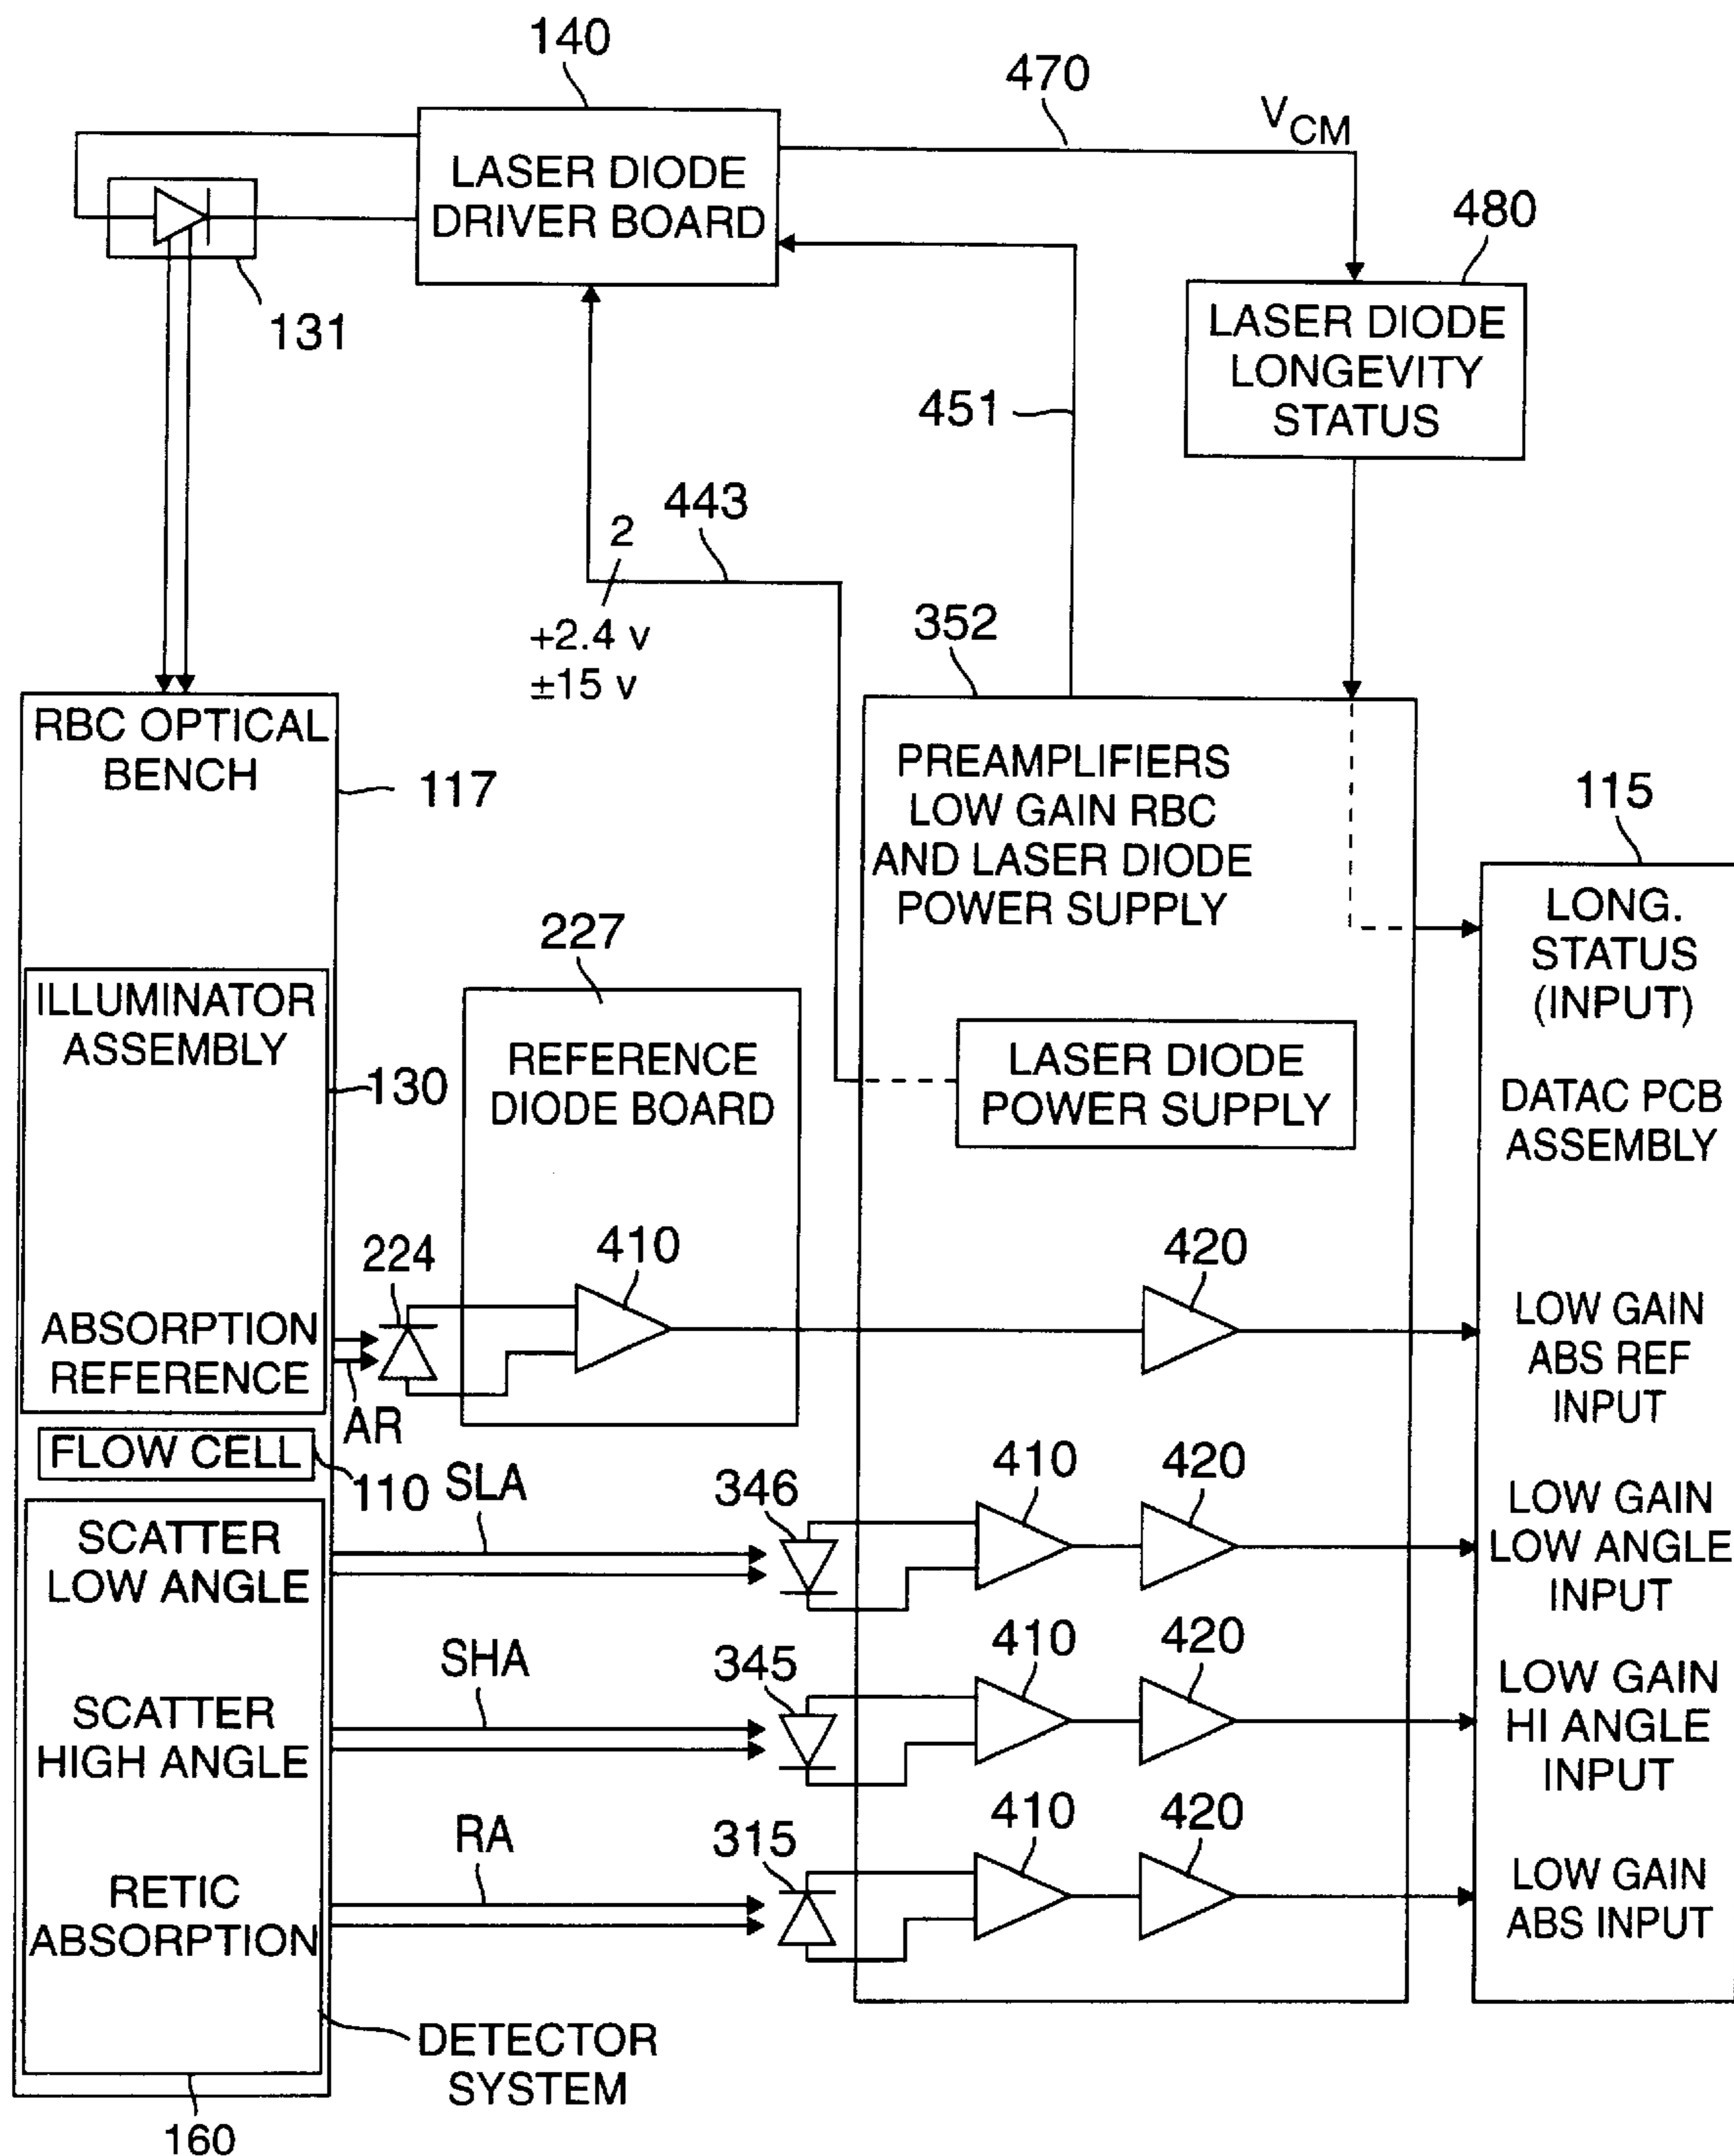 140
470
V CM
LASER DIODE
DRIVER BOARD
131
480
LASER DIODE
LONGEVITY
STATUS
451
443
2
+2.4 v
±15 v
352
RBC OPTICAL
BENCH
117
PREAMPLIFIERS
LOW GAIN RBC
AND LASER DIODE
POWER SUPPLY
115
LONG.
STATUS
(INPUT)
227
ILLUMINATOR
ASSEMBLY
130
REFERENCE
DIODE BOARD
LASER DIODE
POWER SUPPLY
DATAC PCB
ASSEMBLY
224
410
420
ABSORPTION
REFERENCE
AR
LOW GAIN
ABS REF
INPUT
FLOW CELL
110
SLA
346
410
420
SCATTER
LOW ANGLE
LOW GAIN
LOW ANGLE
INPUT
SHA
345
410
420
SCATTER
HIGH ANGLE
LOW GAIN
HI ANGLE
INPUT
RA
315
410
420
RETIC
ABSORPTION
LOW GAIN
ABS INPUT
DETECTOR
SYSTEM
160